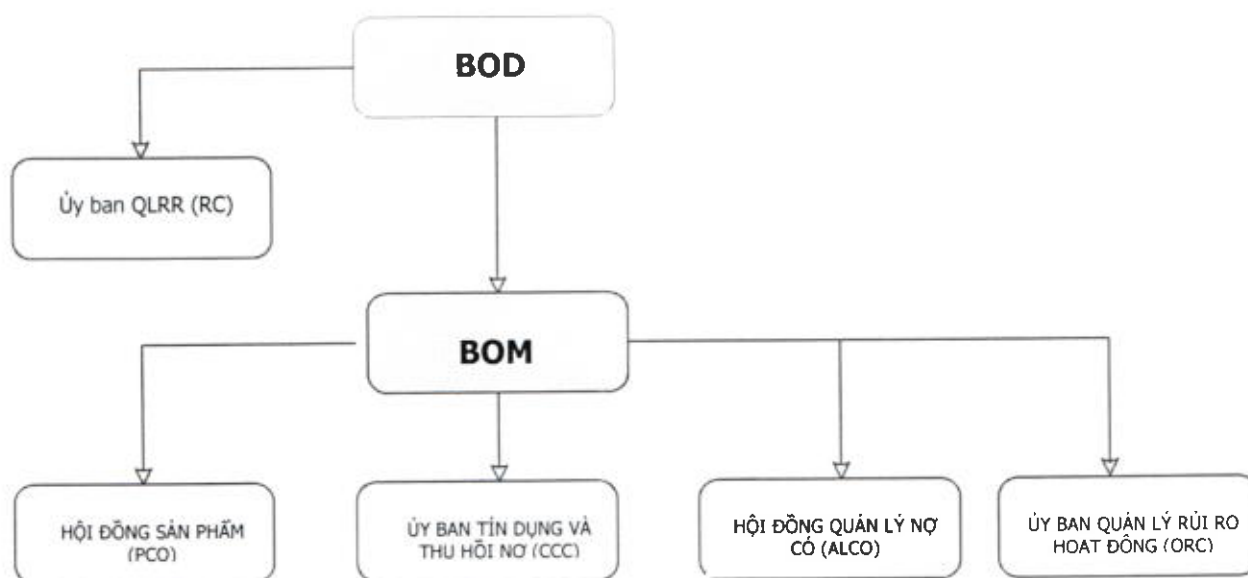 BOD
Ủy ban QLRR (RC)
BOM
HỘI ĐỒNG SẢN PHẨM
(PCO)
ỦY BAN TÍN DỤNG VÀ
THU HỒI NỢ (CCC)
HỘI ĐỒNG QUẢN LÝ NỢ
CÓ (ALCO)
ỦY BAN QUẢN LÝ RỦI RO
HOẠT ĐỘNG (ORC)